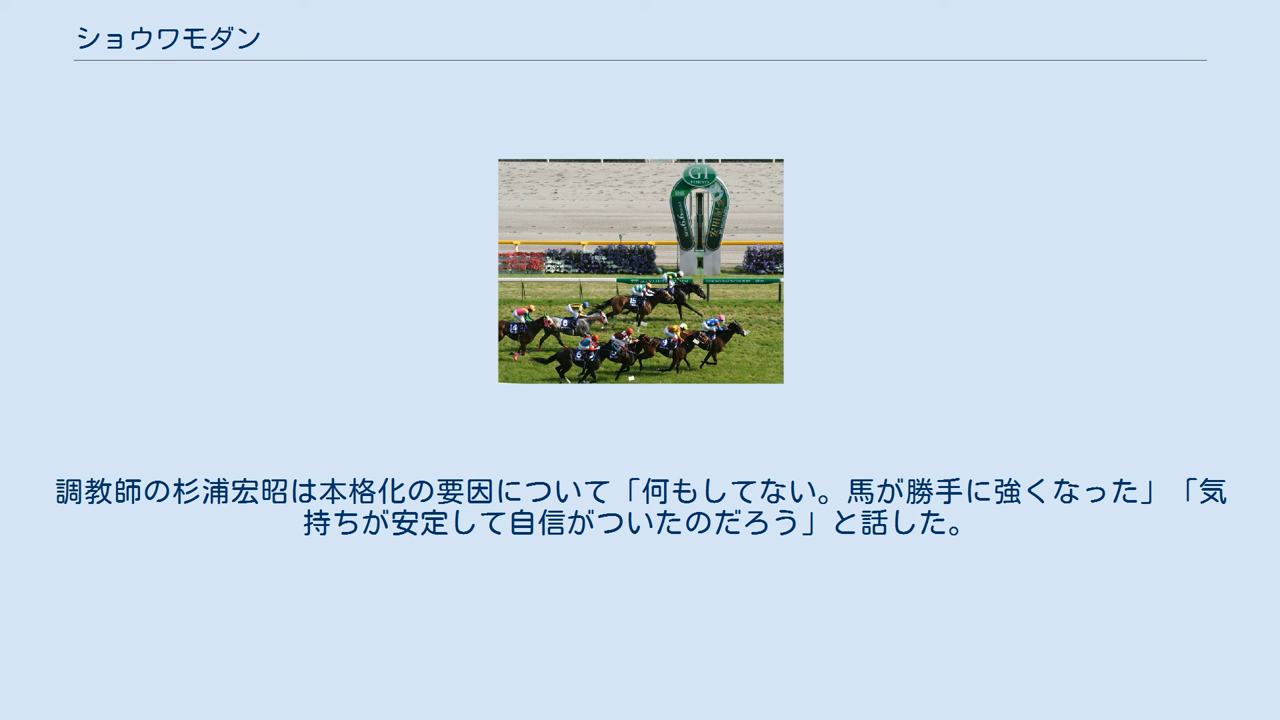 ショウワモダン
G1
調教師の杉浦宏昭は本格化の要因について「何もしてない。馬が勝手に強くなった」「気
持ちが安定して自信がついたのだろう」と話した。